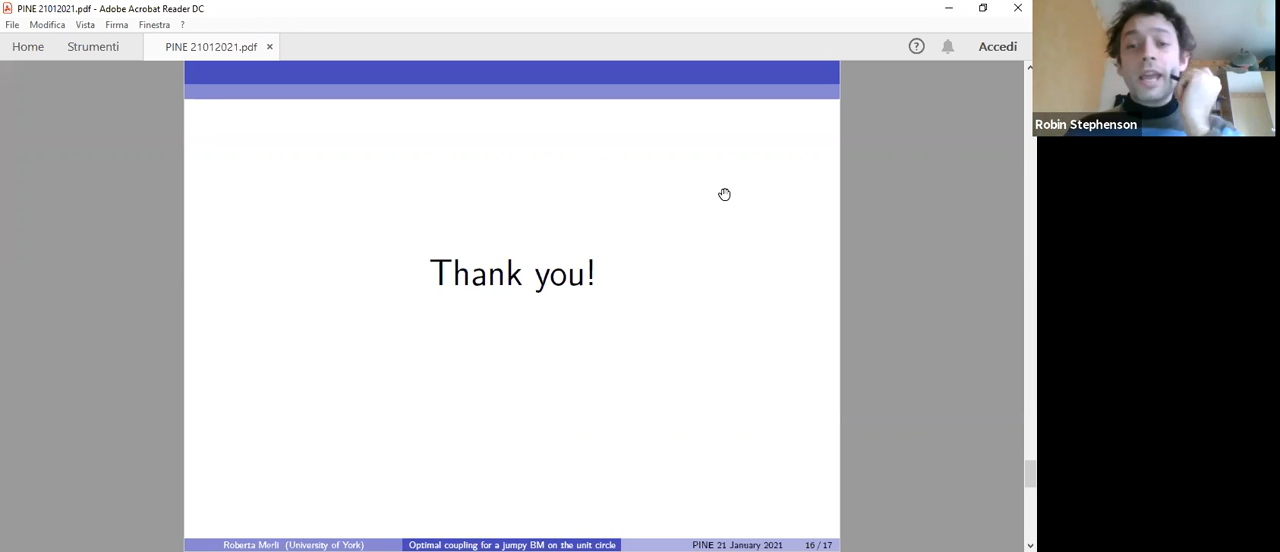 PINE 21012021.pdf - Adobe Acrobat Reader DC
File Modifica Vista Firma Finestra ?
Home Strumenti PINE 21012021.pdf × Accedi
Robin Stephenson
Thank you!
Roberta Merli (University of York) Optimal coupling for a jumpy BM on the unit circle PINE 21 January 2021 16 / 17